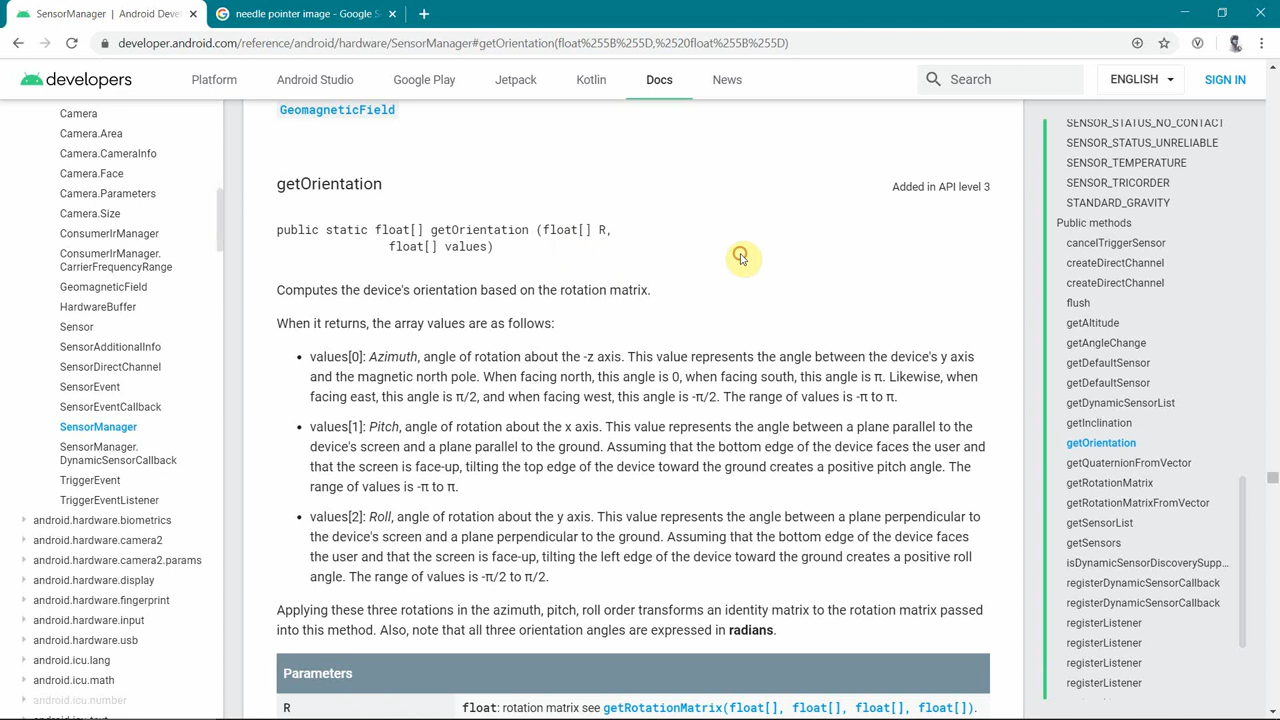 SensorManager | Android Dev
needle pointer image - Google S
developer.android.com/reference/android/hardware/SensorManager#getOrientation(float%255B%255D,%2520float%255B%255D)
developers
Platform
Android Studio
Google Play
Jetpack
Kotlin
Docs
News
Search
ENGLISH
SIGN IN
Camera
Camera.Area
Camera.CameraInfo
Camera.Face
Camera.Parameters
Camera.Size
ConsumerIrManager
ConsumerIrManager.
CarrierFrequencyRange
GeomagneticField
HardwareBuffer
Sensor
SensorAdditionalInfo
SensorDirectChannel
SensorEvent
SensorEventCallback
SensorManager
SensorManager.
DynamicSensorCallback
TriggerEvent
TriggerEventListener
android.hardware.biometrics
android.hardware.camera2
android.hardware.camera2.params
android.hardware.display
android.hardware.fingerprint
android.hardware.input
android.hardware.usb
android.icu.lang
android.icu.math
android.icu.number
android.icu.text
GeomagneticField
getOrientation
Added in API level 3
public static float[] getOrientation (float[] R,
float[] values)
Computes the device's orientation based on the rotation matrix.
When it returns, the array values are as follows:
• values[0]: Azimuth, angle of rotation about the -z axis. This value represents the angle between the device's y axis
and the magnetic north pole. When facing north, this angle is 0, when facing south, this angle is π. Likewise, when
facing east, this angle is π/2, and when facing west, this angle is -π/2. The range of values is -π to π.
• values[1]: Pitch, angle of rotation about the x axis. This value represents the angle between a plane parallel to the
device's screen and a plane parallel to the ground. Assuming that the bottom edge of the device faces the user and
that the screen is face-up, tilting the top edge of the device toward the ground creates a positive pitch angle. The
range of values is -π to π.
• values[2]: Roll, angle of rotation about the y axis. This value represents the angle between a plane perpendicular to
the device's screen and a plane perpendicular to the ground. Assuming that the bottom edge of the device faces
the user and that the screen is face-up, tilting the left edge of the device toward the ground creates a positive roll
angle. The range of values is -π/2 to π/2.
Applying these three rotations in the azimuth, pitch, roll order transforms an identity matrix to the rotation matrix passed
into this method. Also, note that all three orientation angles are expressed in radians.
Parameters
R
float: rotation matrix see getRotationMatrix(float[], float[], float[], float[]).
SENSOR_STATUS_NO_CONTACT
SENSOR_STATUS_UNRELIABLE
SENSOR_TEMPERATURE
SENSOR_TRICORDER
STANDARD_GRAVITY
Public methods
cancelTriggerSensor
createDirectChannel
createDirectChannel
flush
getAltitude
getAngleChange
getDefaultSensor
getDefaultSensor
getDynamicSensorList
getInclination
getOrientation
getQuaternionFromVector
getRotationMatrix
getRotationMatrixFromVector
getSensorList
getSensors
isDynamicSensorDiscoverySupp...
registerDynamicSensorCallback
registerDynamicSensorCallback
registerListener
registerListener
registerListener
registerListener